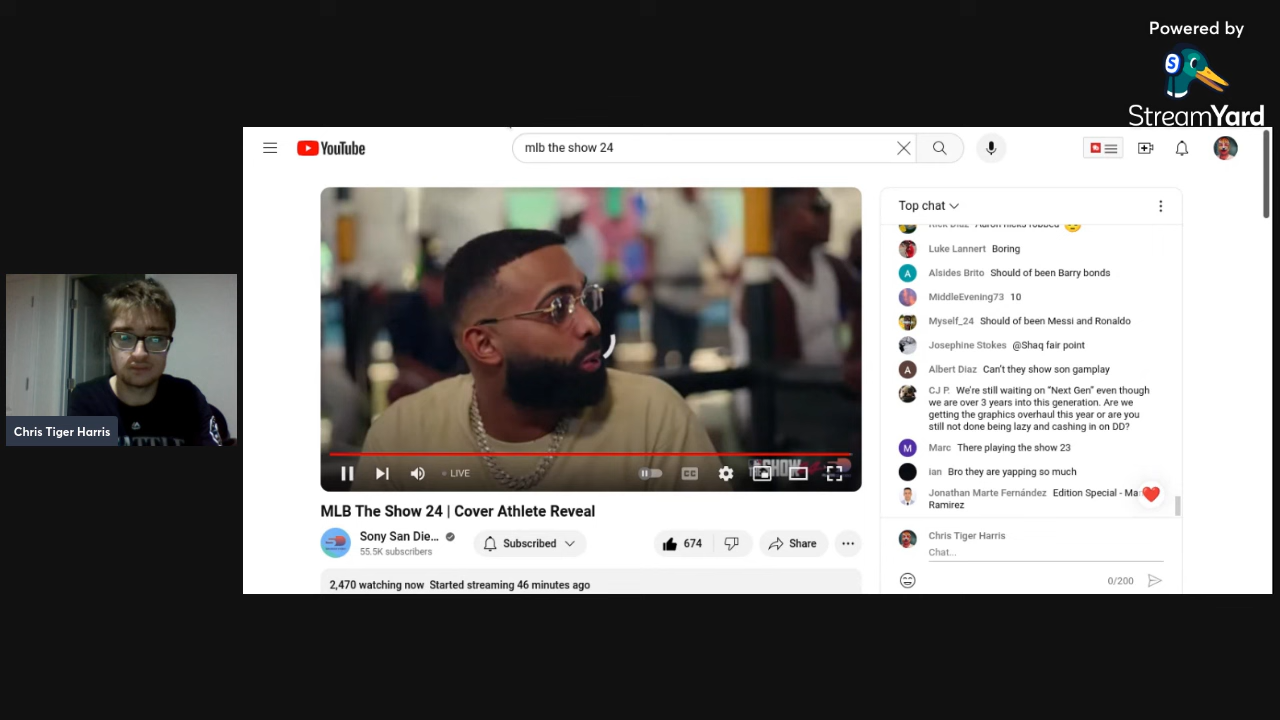 Powered by
StreamYard
YouTube
mlb the show 24
Top chat
Luke Lannert Boring
Alsides Brito Should of been Barry bonds
MiddleEvening73 10
Myself_24 Should of been Messi and Ronaldo
Josephine Stokes @Shaq fair point
Albert Diaz Can't they show son gamplay
CJ P. We're still waiting on "Next Gen" even though
we are over 3 years into this generation. Are we
getting the graphics overhaul this year or are you
still not done being lazy and cashing in on DD?
Marc There playing the show 23
ian Bro they are yapping so much
Jonathan Marte Fernández Edition Special -
Ramirez
Chris Tiger Harris
LIVE
CC
MLB The Show 24 | Cover Athlete Reveal
Sony San Die...
55.5K subscribers
Subscribed
674
Share
2,470 watching now Started streaming 46 minutes ago
Chris Tiger Harris
Chat...
0/200